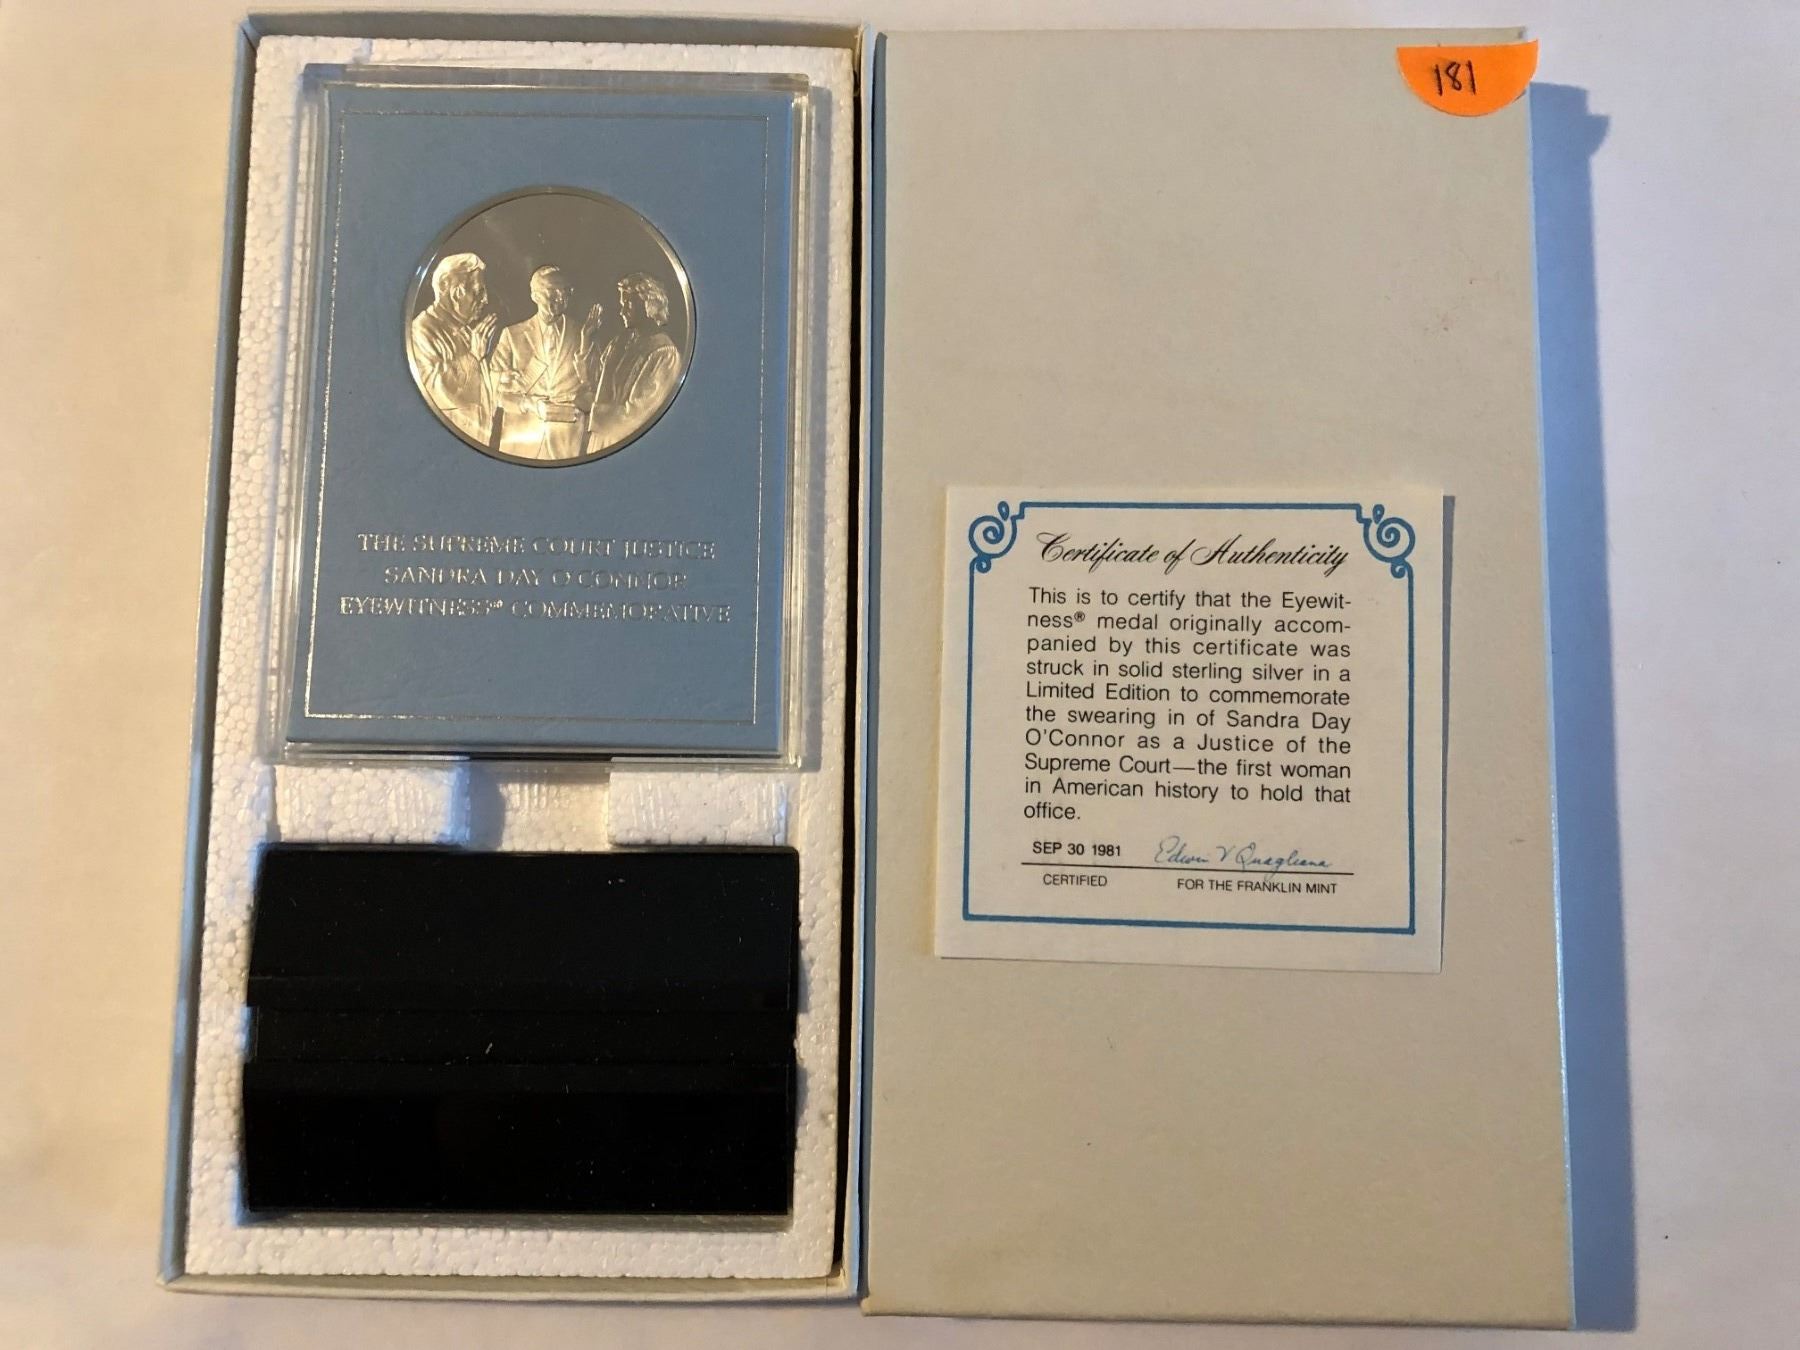 181
THE SUPREME COURT JUSTICE
SANDRA DAY O'CONNOR
EYEWITNESS® COMMEMORATIVE
Certificate of Authenticity
This is to certify that the Eyewit-
ness® medal originally accom-
panied by this certificate was
struck in solid sterling silver in a
Limited Edition to commemorate
the swearing in of Sandra Day
O'Connor as a Justice of the
Supreme Court—the first woman
in American history to hold that
office.
SEP 30 1981 Edwin V Quagliana
CERTIFIED FOR THE FRANKLIN MINT